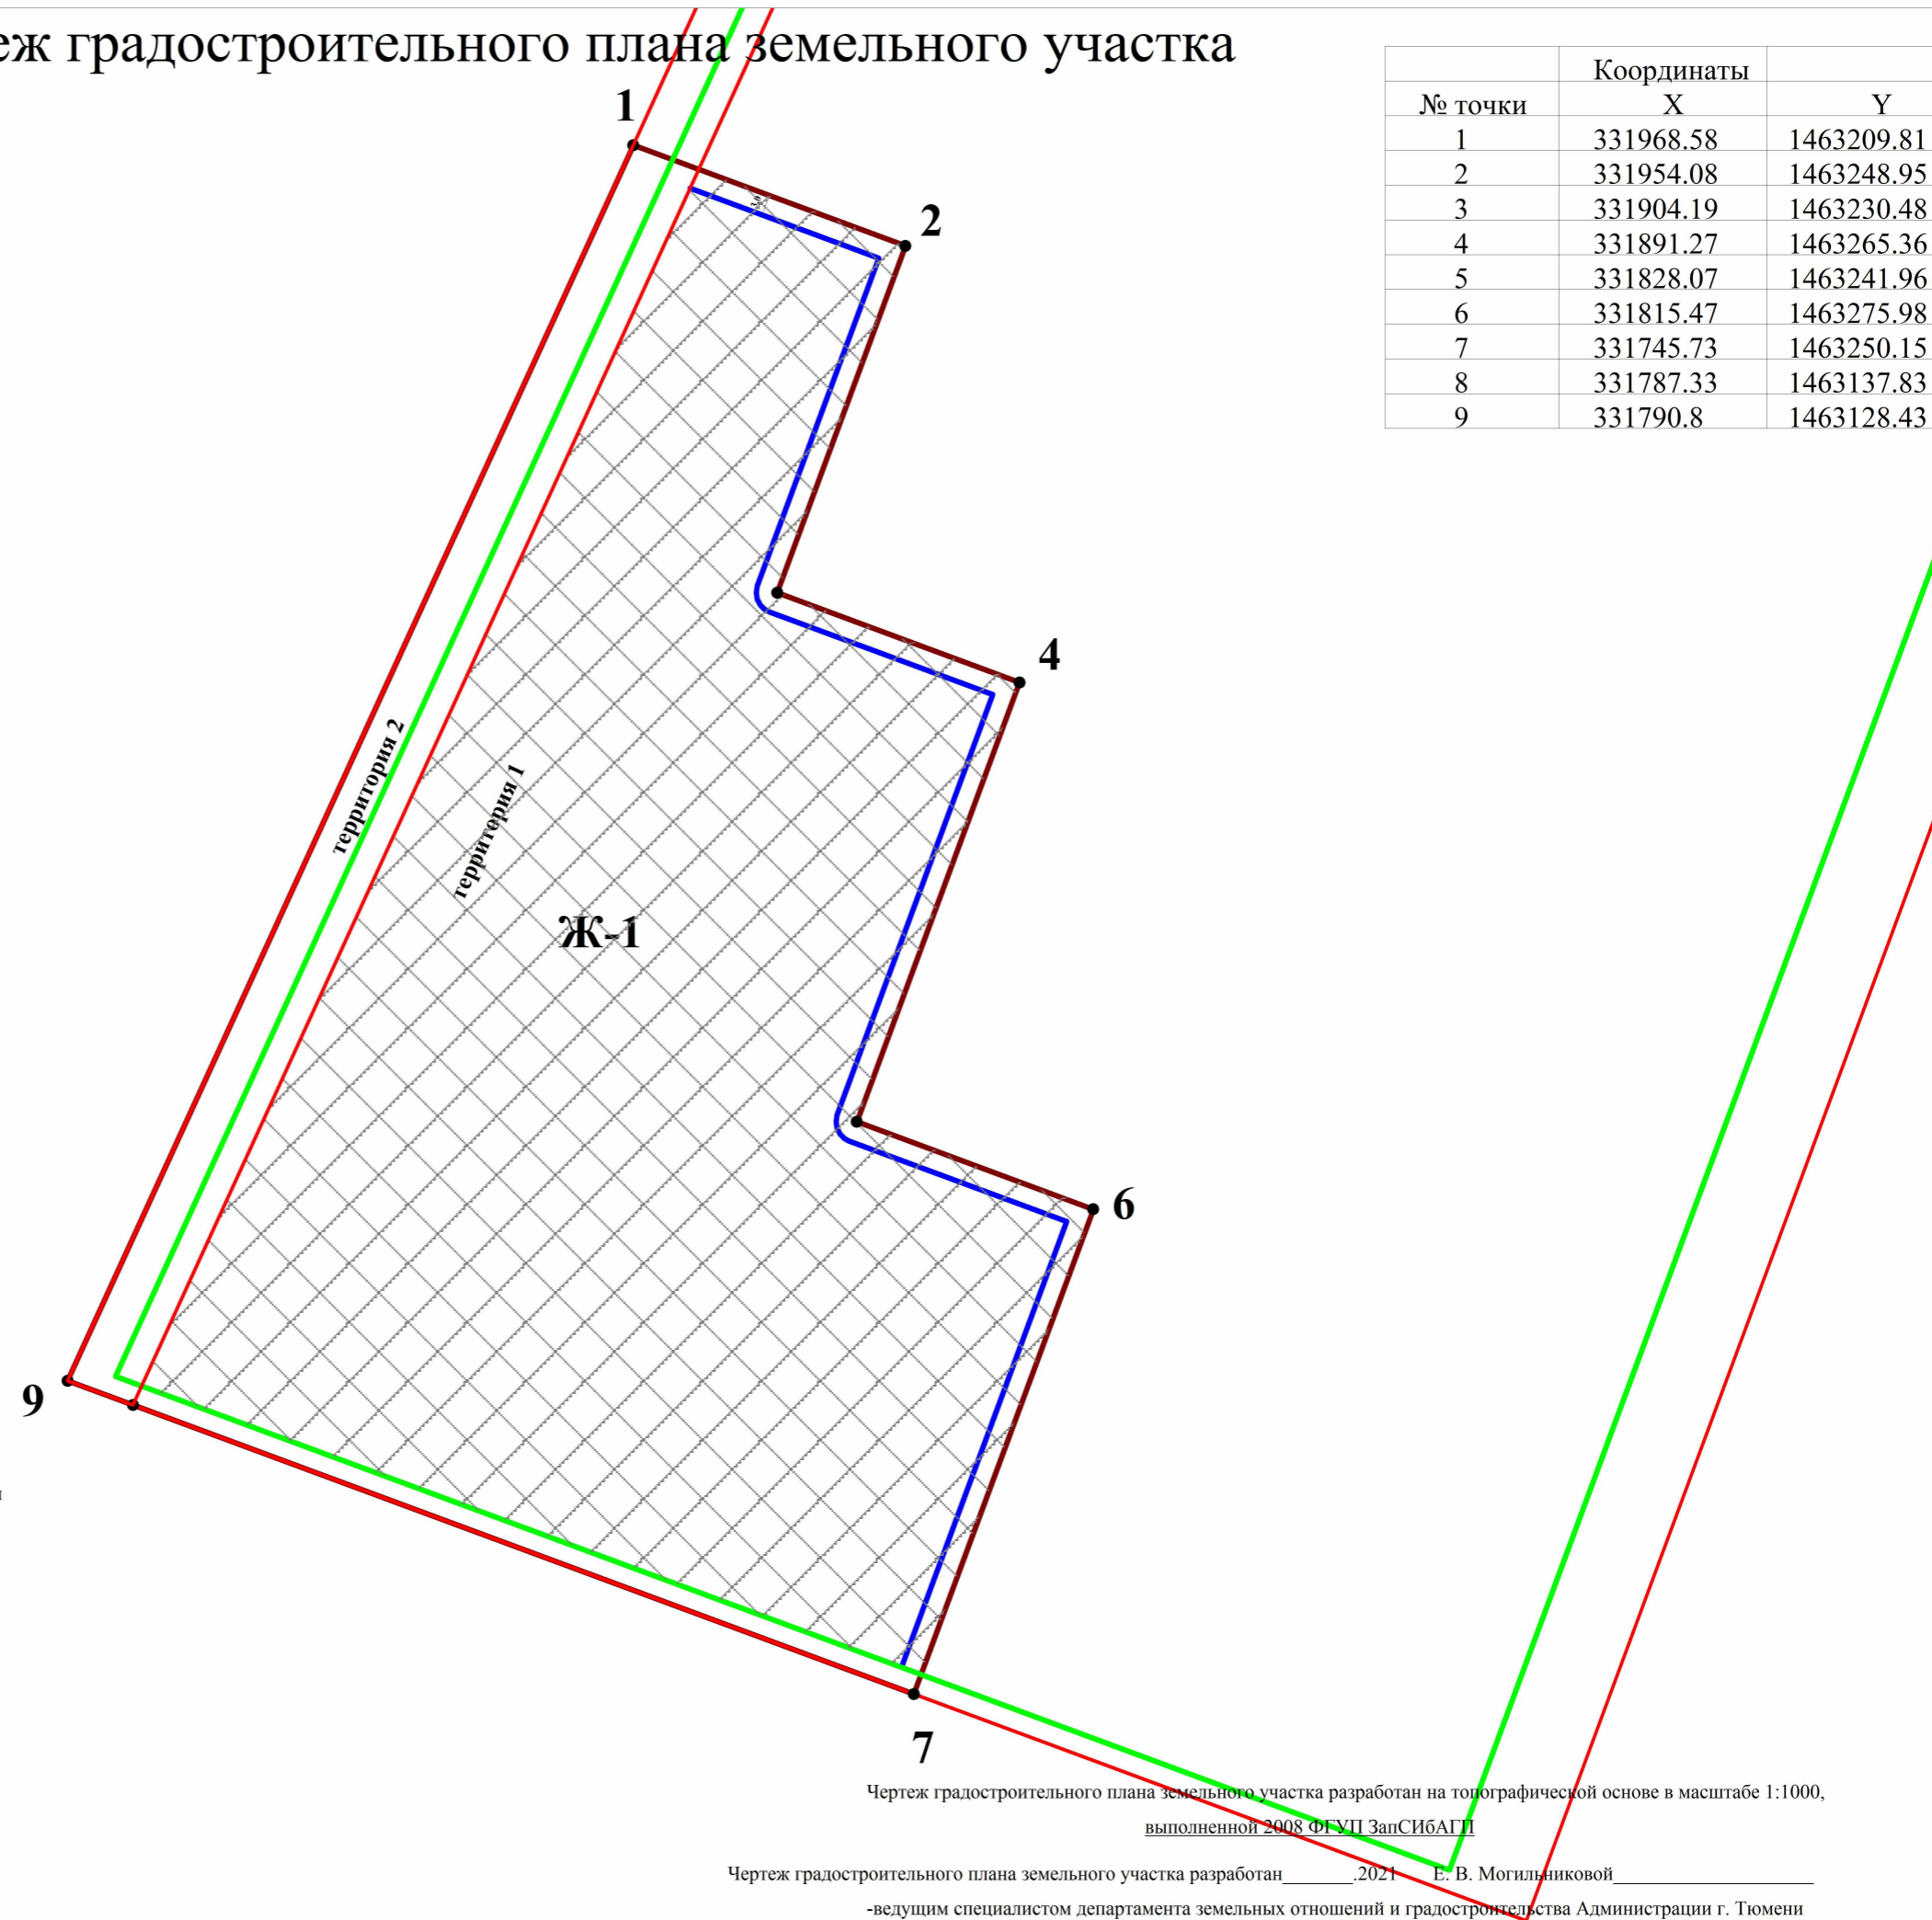 еж градостроительного плана земельного участка
Координаты
№ точки X Y
1 331968.58 1463209.81
2 331954.08 1463248.95
3 331904.19 1463230.48
4 331891.27 1463265.36
5 331828.07 1463241.96
6 331815.47 1463275.98
7 331745.73 1463250.15
8 331787.33 1463137.83
9 331790.8 1463128.43
1
2
4
территория 2
территория 1
Ж-1
6
9
7
Чертеж градостроительного плана земельного участка разработан на топографической основе в масштабе 1:1000,
выполненной 2008 ФГУП ЗапСИбАГП
Чертеж градостроительного плана земельного участка разработан_______.2021 Е. В. Могильниковой____________________
-ведущим специалистом департамента земельных отношений и градостроительства Администрации г. Тюмени